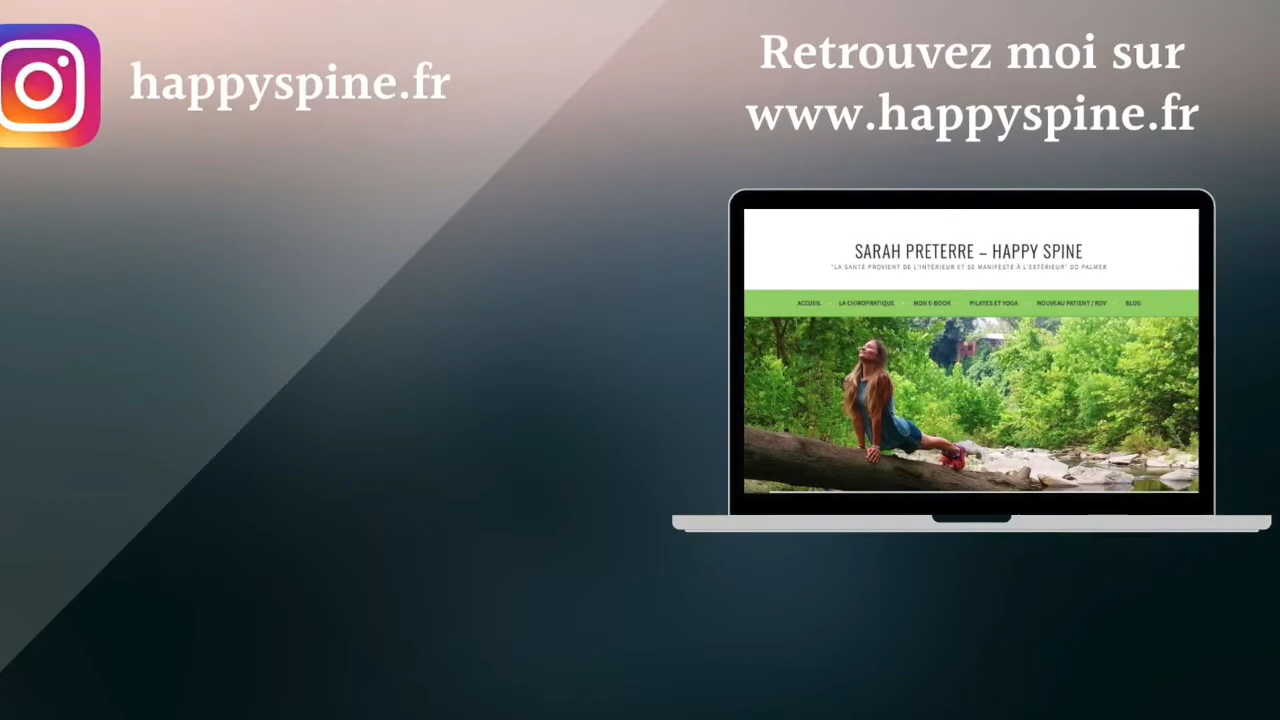 happyspine.fr
Retrouvez moi sur
www.happyspine.fr
SARAH PRETERRE – HAPPY SPINE
"LA SANTÉ PROVIENT DE L'INTÉRIEUR ET SE MANIFESTE À L'EXTÉRIEUR" DD PALMER
ACCUEIL
LA CHIROPRATIQUE
MON E-BOOK
PILATES ET YOGA
NOUVEAU PATIENT / RDV
BLOG